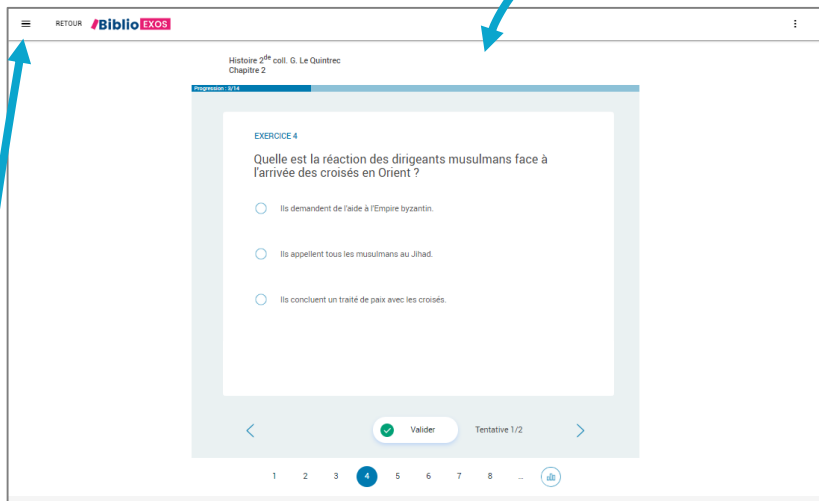 RETOUR /Biblio EXOS
Histoire 2de coll. G. Le Quintrec
Chapitre 2
Progression : 3/14
EXERCICE 4
Quelle est la réaction des dirigeants musulmans face à
l'arrivée des croisés en Orient ?
Ils demandent de l'aide à l'Empire byzantin.
Ils appellent tous les musulmans au Jihad.
Ils concluent un traité de paix avec les croisés.
Valider Tentative 1/2
1 2 3 4 5 6 7 8 ...